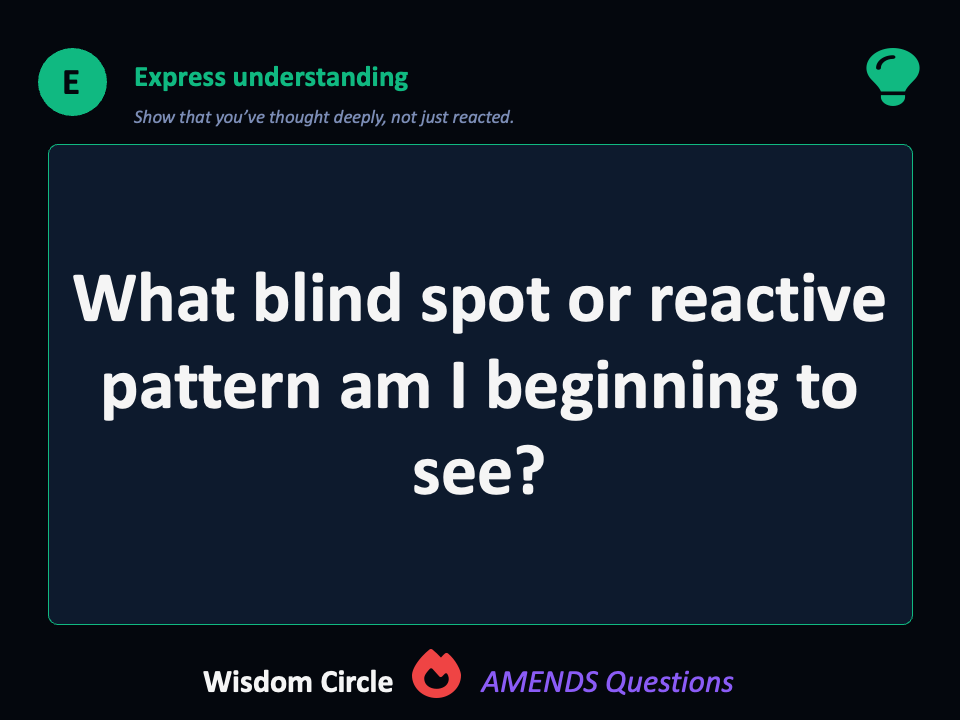 E
Express understanding
Show that you’ve thought deeply, not just reacted.
What blind spot or reactive
pattern am I beginning to
see?
Wisdom Circle AMENDS Questions